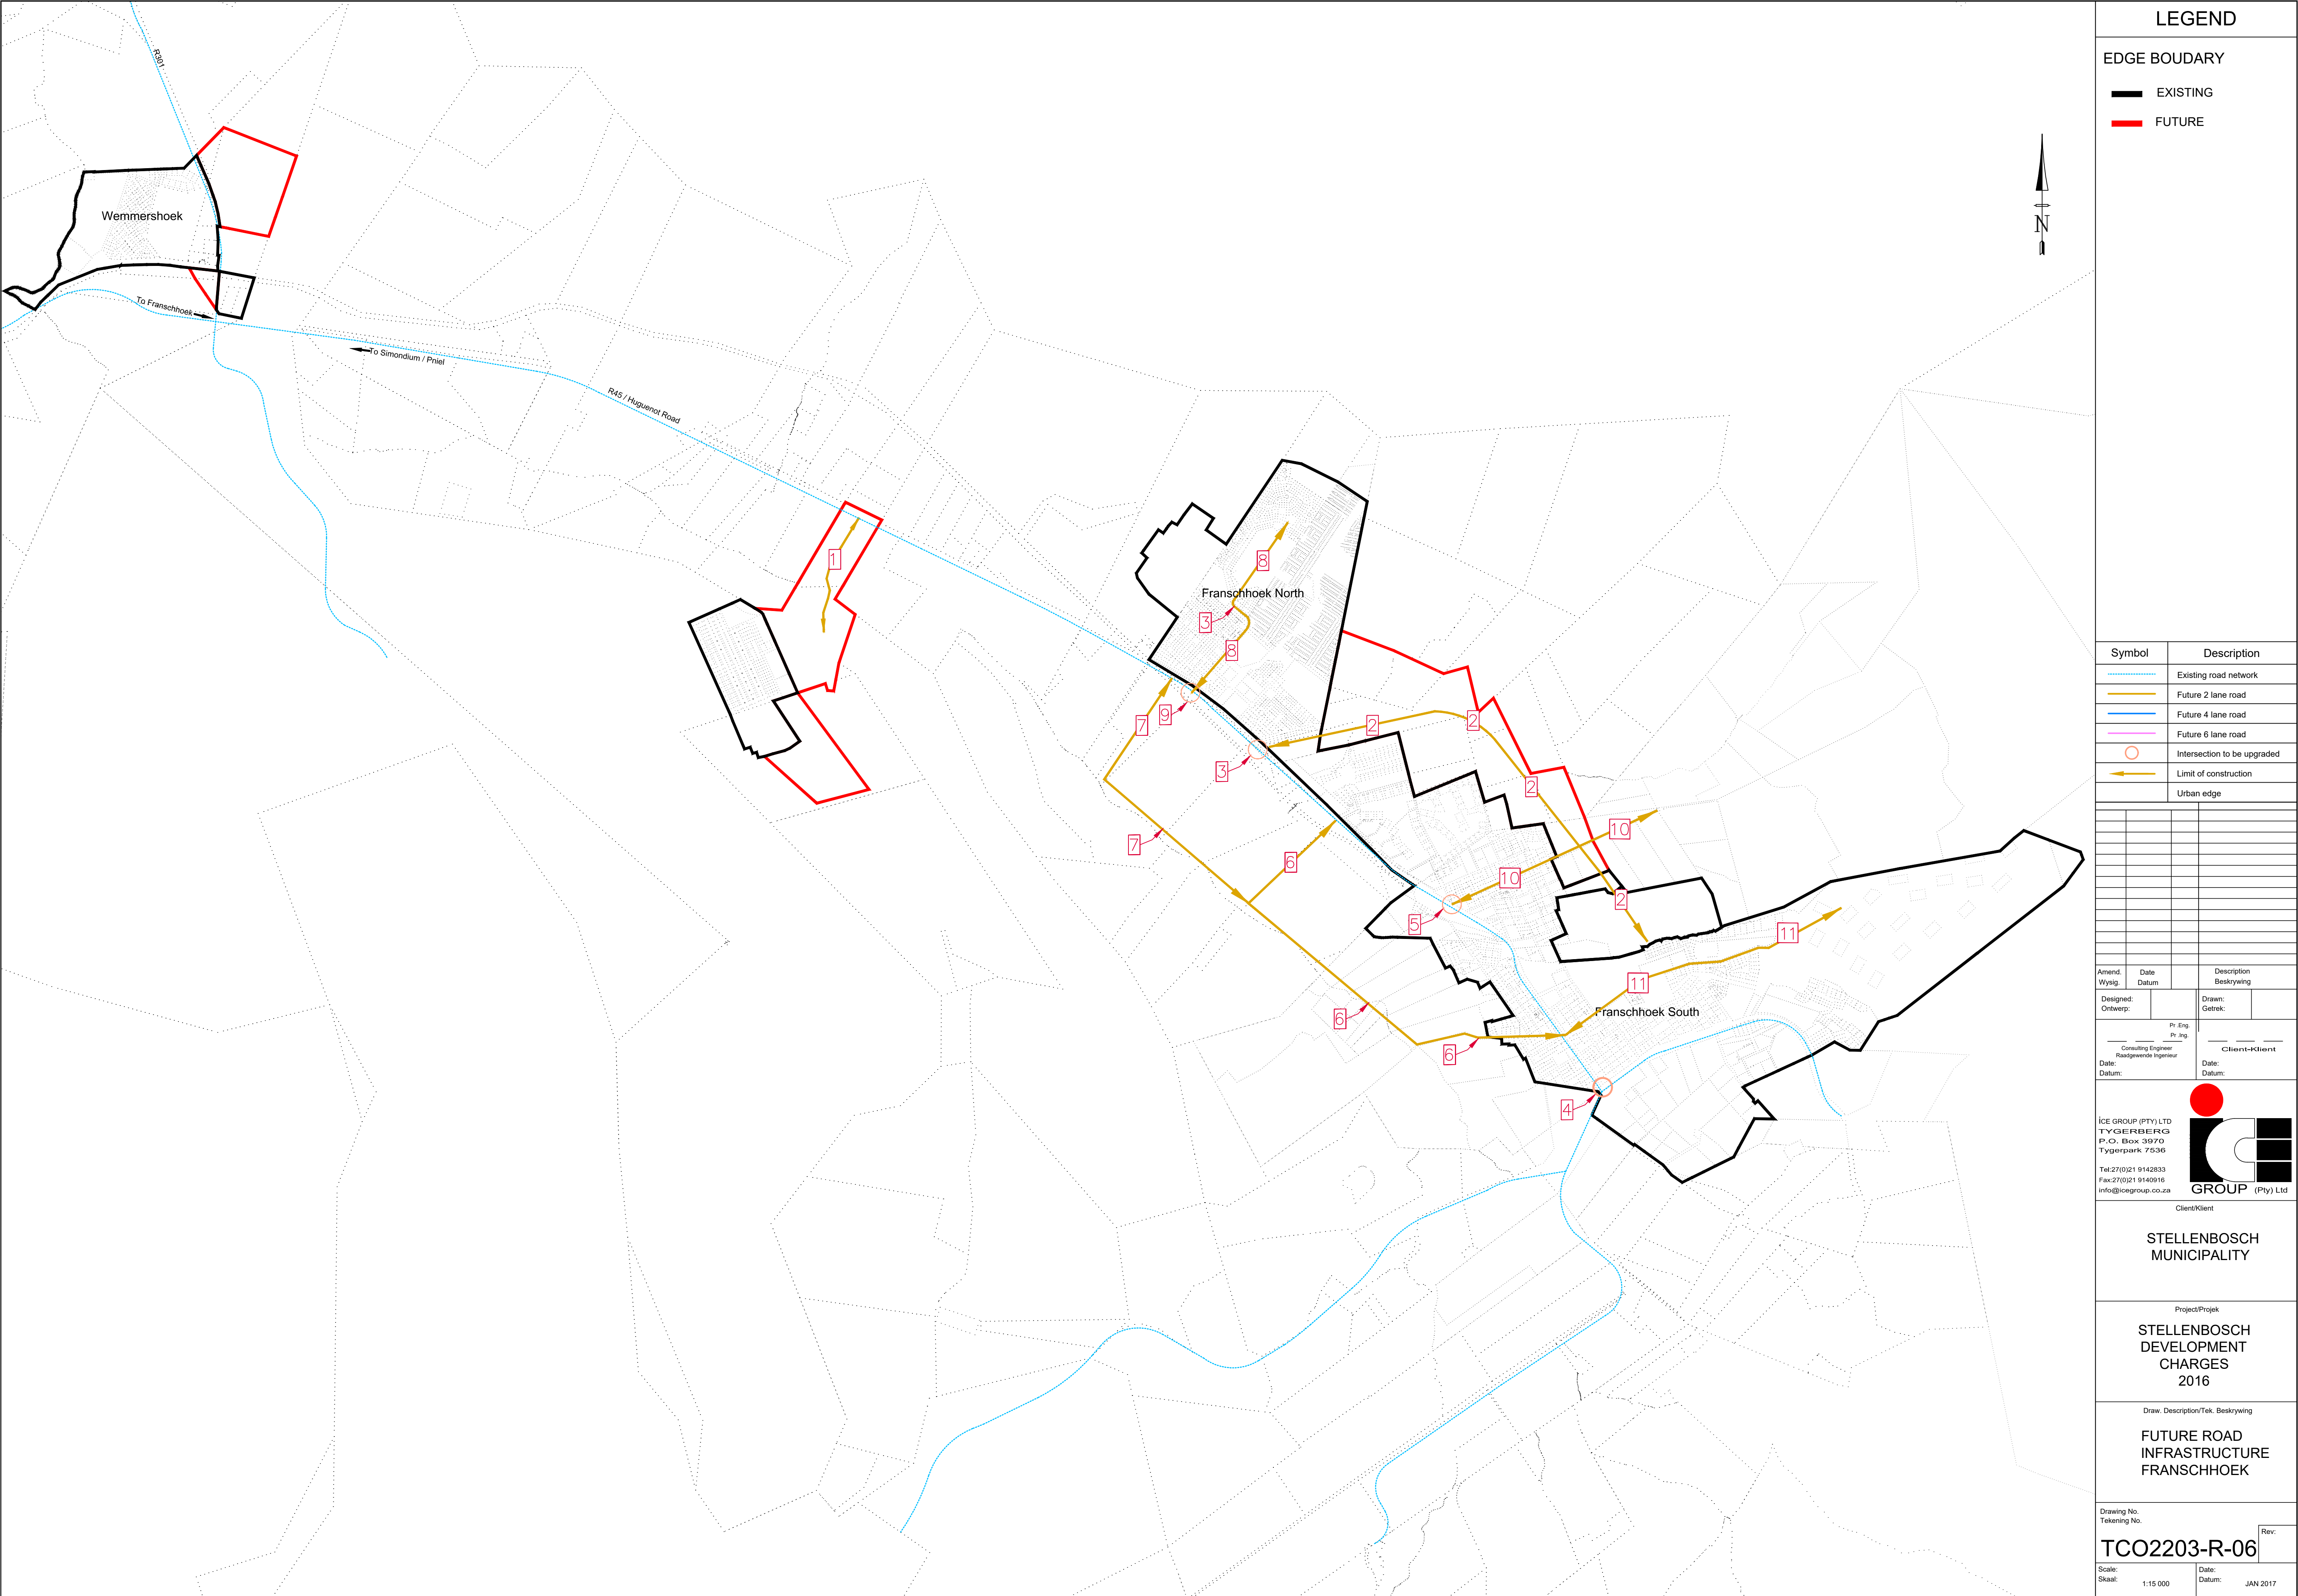 R301
Wemmershoek
To Franschhoek
To Simondium / Pniel
R45 / Huguenot Road
1
8
Franschhoek North
3
8
7
9
3
2
2
2
7
6
10
10
5
2
11
11
6
6
Franschhoek South
4
N
LEGEND
EDGE BOUDARY
EXISTING
FUTURE
Symbol Description
Existing road network
Future 2 lane road
Future 4 lane road
Future 6 lane road
Intersection to be upgraded
Limit of construction
Urban edge
Amend. Date Description
Wysig. Datum Beskrywing
Designed: Drawn:
Ontwerp: Getrek:
Pr .Eng.
Pr .Ing.
Consulting Engineer Client-Klient
Raadgewende Ingenieur
Date: Date:
Datum: Datum:
iCE GROUP (PTY) LTD
TYGERBERG
P.O. Box 3970
Tygerpark 7536
Tel:27(0)21 9142833
Fax:27(0)21 9140916
info@icegroup.co.za
iCE
GROUP (Pty) Ltd
Client/Klient
STELLENBOSCH
MUNICIPALITY
Project/Projek
STELLENBOSCH
DEVELOPMENT
CHARGES
2016
Draw. Description/Tek. Beskrywing
FUTURE ROAD
INFRASTRUCTURE
FRANSCHHOEK
Drawing No.
Tekening No.
Rev:
TCO2203-R-06
Scale: Date:
Skaal: 1:15 000 Datum: JAN 2017